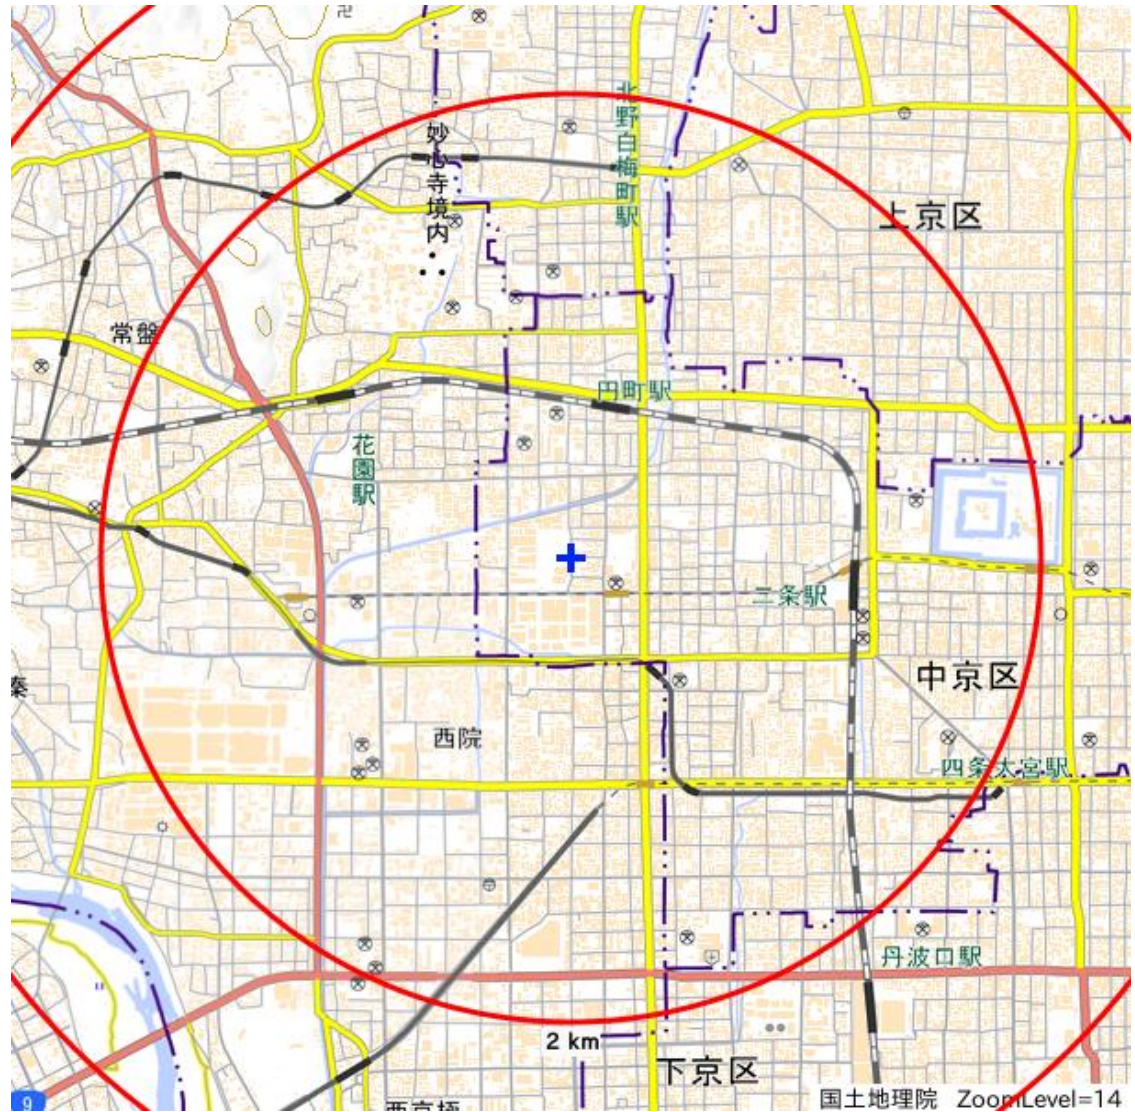 北野白梅町駅
妙心寺境内
上京区
常盤
円町駅
花園駅
二条駅
中京区
西院
四条大宮駅
丹波口駅
2 km
下京区
9
国土地理院 ZoomLevel=14